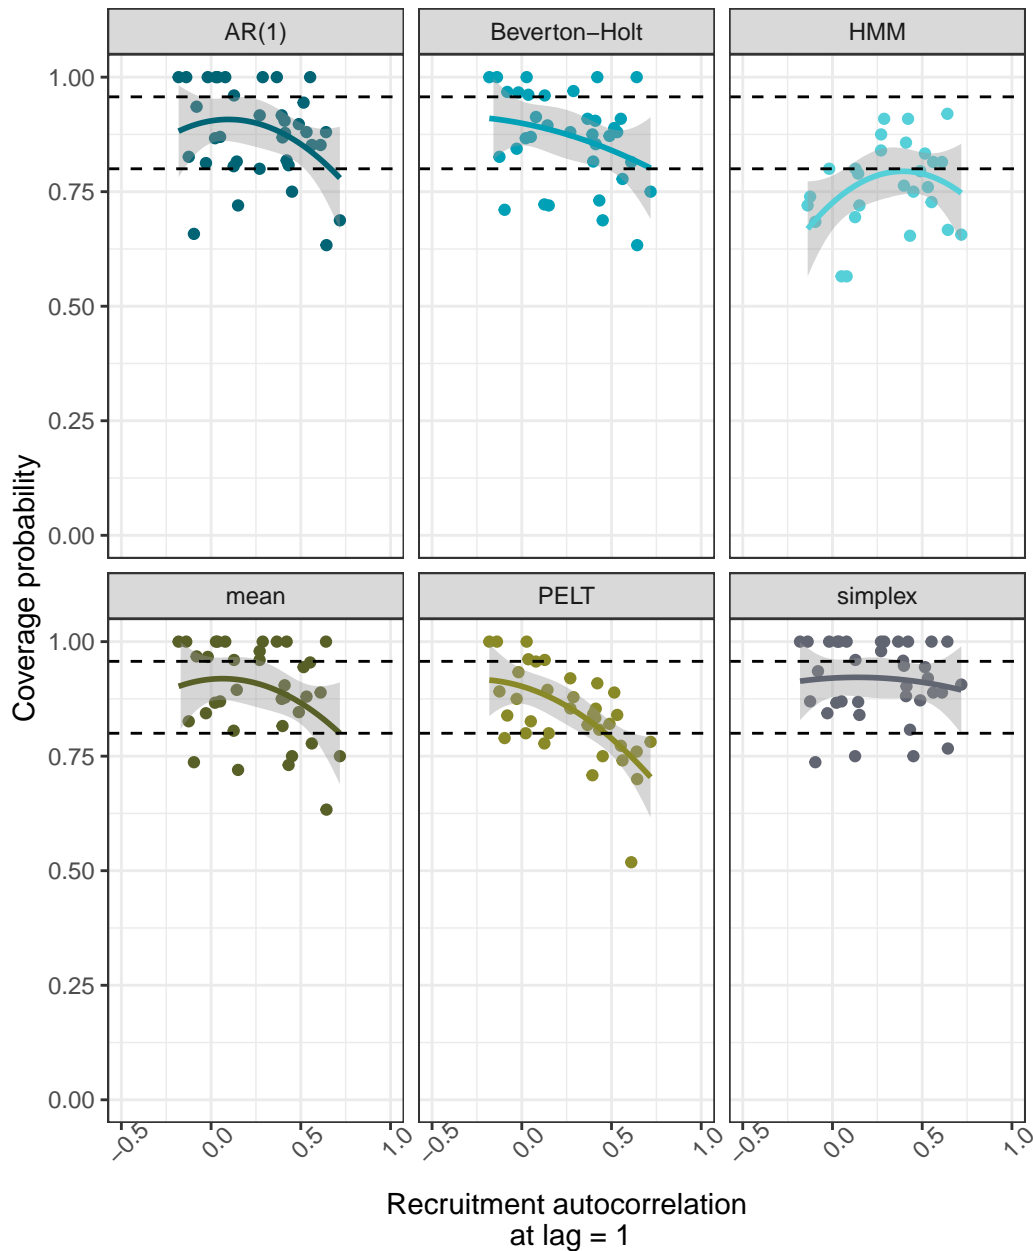 AR(1)
Beverton−Holt
HMM
1.00
0.75
0.50
0.25
0.00
mean
PELT
simplex
1.00
0.75
0.50
0.25
0.00
−0.5
0.0
0.5
1.0
−0.5
0.0
0.5
1.0
−0.5
0.0
0.5
1.0
Coverage probability
Recruitment autocorrelation
at lag = 1